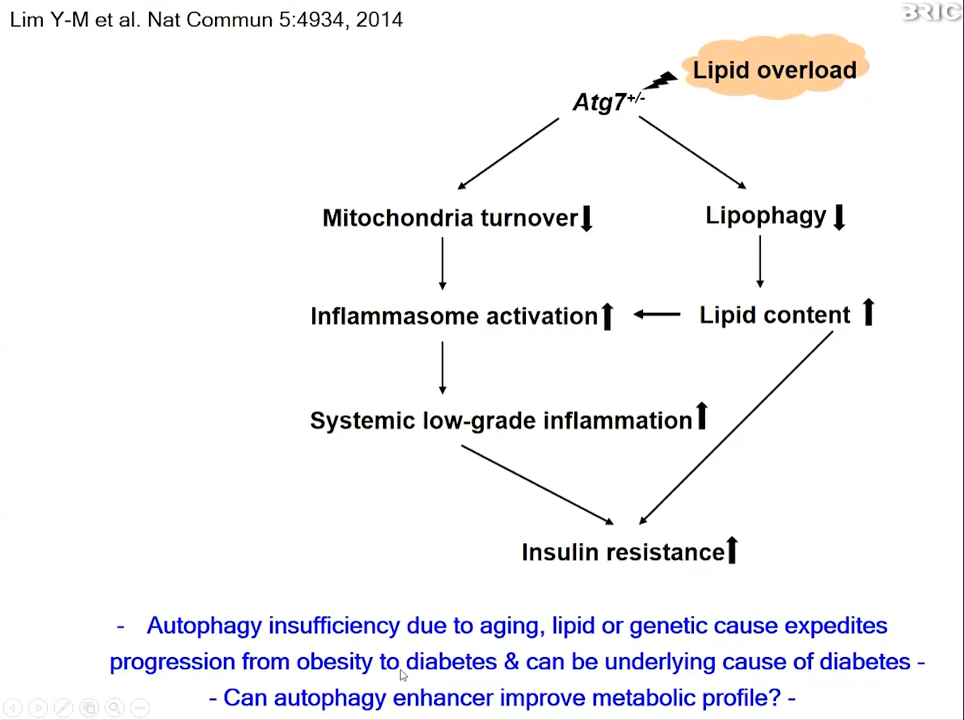 Lim Y-M et al. Nat Commun 5:4934, 2014
BRIC
Lipid overload
Atg7+/-
Mitochondria turnover⬇
Lipophagy⬇
Inflammasome activation⬆
Lipid content ⬆
Systemic low-grade inflammation⬆
Insulin resistance⬆
- Autophagy insufficiency due to aging, lipid or genetic cause expedites
progression from obesity to diabetes & can be underlying cause of diabetes -
- Can autophagy enhancer improve metabolic profile? -